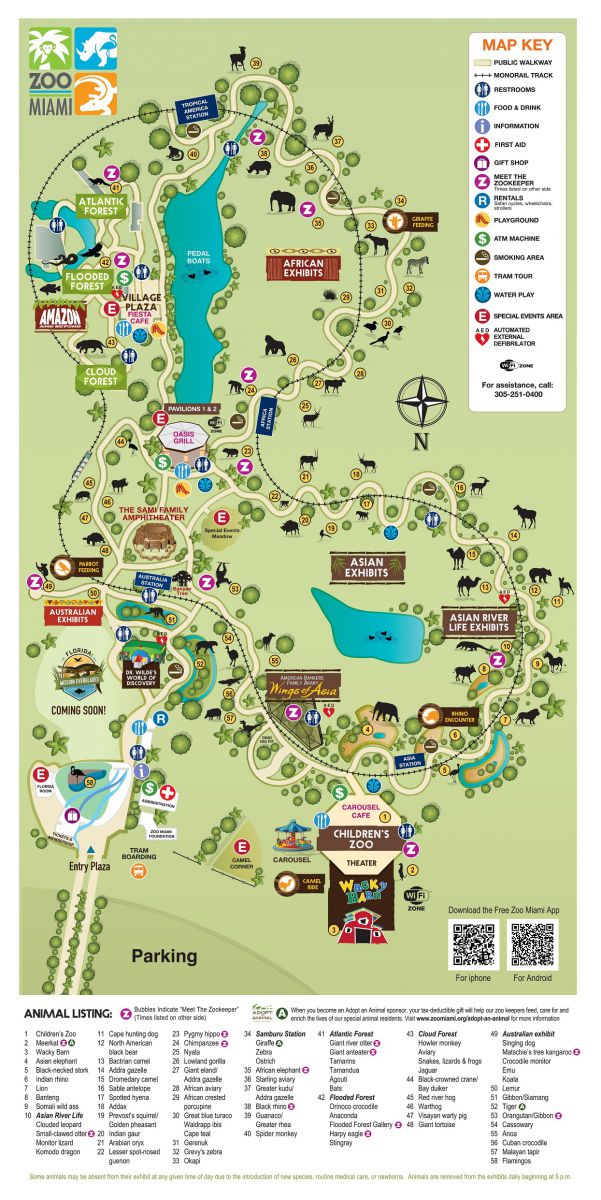 ZOO
MIAMI
MAP KEY
PUBLIC WALKWAY
MONORAIL TRACK
RESTROOMS
FOOD & DRINK
INFORMATION
FIRST AID
GIFT SHOP
MEET THE
ZOOKEEPER
Times listed on other side
RENTALS
Safari cycles, wheelchairs,
strollers
PLAYGROUND
ATM MACHINE
SMOKING AREA
TRAM TOUR
WATER PLAY
SPECIAL EVENTS AREA
AED AUTOMATED
EXTERNAL
DEFIBRILATOR
WiFi ZONE
For assistance, call:
305-251-0400
N
TROPICAL
AMERICA
STATION
ATLANTIC
FOREST
FLOODED
FOREST
AMAZON
AND BEYOND
CLOUD
FOREST
VILLAGE
PLAZA
FIESTA
CAFE
PEDAL
BOATS
AFRICAN
EXHIBITS
GIRAFFE
FEEDING
PAVILIONS 1 & 2
OASIS
GRILL
WiFi
ZONE
AFRICA
STATION
THE SAMI FAMILY
AMPHITHEATER
Special Events
Meadow
PARROT
FEEDING
AUSTRALIA
STATION
Banyan
Tree
AUSTRALIAN
EXHIBITS
ASIAN
EXHIBITS
ASIAN RIVER
LIFE EXHIBITS
FLORIDA:
MISSION EVERGLADES
COMING SOON!
DR. WILDE'S
WORLD OF
DISCOVERY
AMERICAN BANKERS
FAMILY AVIARY
Wings of Asia
DINO
DIG PIT
RHINO
ENCOUNTER
ASIA
STATION
FLORIDA
ROOM
ADMINISTRATION
ZOO MIAMI
FOUNDATION
TICKETS &
MEMBERSHIP
Entry Plaza
TRAM
BOARDING
CAMEL
CORNER
CAROUSEL
CAFE
CHILDREN'S
ZOO
THEATER
CAROUSEL
CAMEL
RIDE
WACKY
BARN
WiFi
ZONE
Parking
Download the Free Zoo Miami App
For iphone
For Android
ANIMAL LISTING:
Z Bubbles Indicate "Meet The Zookeeper"
(Times listed on other side)
ADOPT
AN
ANIMAL
A When you become an Adopt an Animal sponsor, your tax-deductible gift will help our zoo keepers feed, care for and
enrich the lives of our special animal residents. Visit www.zoomiami.org/adopt-an-animal for more information
1 Children's Zoo
2 Meerkat Z A
3 Wacky Barn
4 Asian elephant
5 Black-necked stork
6 Indian rhino
7 Lion
8 Banteng
9 Somali wild ass
10 Asian River Life
Clouded leopard
Small-clawed otter Z
Monitor lizard
Komodo dragon
11 Cape hunting dog
12 North American
black bear
13 Bactrian camel
14 Addra gazelle
15 Dromedary camel
16 Sable antelope
17 Spotted hyena
18 Addax
19 Prevost's squirrel/
Golden pheasant
20 Indian gaur
21 Arabian oryx
22 Lesser spot-nosed
guenon
23 Pygmy hippo Z
24 Chimpanzee Z
25 Nyala
26 Lowland gorilla
27 Giant eland/
Addax gazelle
28 African aviary
29 African crested
porcupine
30 Great blue turaco
Waldrapp ibis
Cape teal
31 Gerenuk
32 Grevy's zebra
33 Okapi
34 Samburu Station
Giraffe A
Zebra
Ostrich
35 African elephant Z
36 Starling aviary
37 Greater kudu/
Addra gazelle
38 Black rhino Z
39 Guanaco/
Greater rhea
40 Spider monkey
41 Atlantic Forest
Giant river otter Z
Giant anteater Z
Tamarins
Tamandua
Agouti
Bats
42 Flooded Forest
Orinoco crocodile
Anaconda
Flooded Forest Gallery Z
Harpy eagle Z
Stingray
43 Cloud Forest
Howler monkey
Aviary
Snakes, lizards & frogs
Jaguar
44 Black-crowned crane/
Bay duiker
45 Red river hog
46 Warthog
47 Visayan warty pig
48 Giant tortoise
49 Australian exhibit
Singing dog
Matschie's tree kangaroo Z
Crocodile monitor
Emu
Koala
50 Lemur
51 Gibbon/Siamang
52 Tiger A
53 Orangutan/Gibbon Z
54 Cassowary
55 Anoa
56 Cuban crocodile
57 Malayan tapir
58 Flamingos
Some animals may be absent from their exhibit at any given time of day due to the introduction of new species, routine medical care, or newborns. Animals are removed from the exhibits daily beginning at 5 p.m.